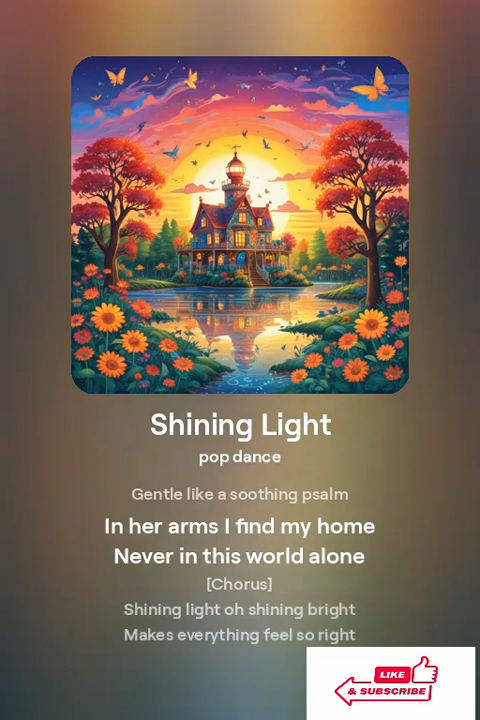 Shining Light
pop dance
Gentle like a soothing psalm
In her arms I find my home
Never in this world alone
[Chorus]
Shining light oh shining bright
Makes everything feel so right
LIKE
& SUBSCRIBE